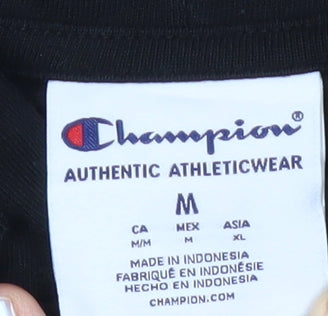 Champion®
AUTHENTIC ATHLETICWEAR
M
CA MEX ASIA
M/M M XL
MADE IN INDONESIA
FABRIQUÉ EN INDONÉSIE
HECHO EN INDONESIA
CHAMPION.COM